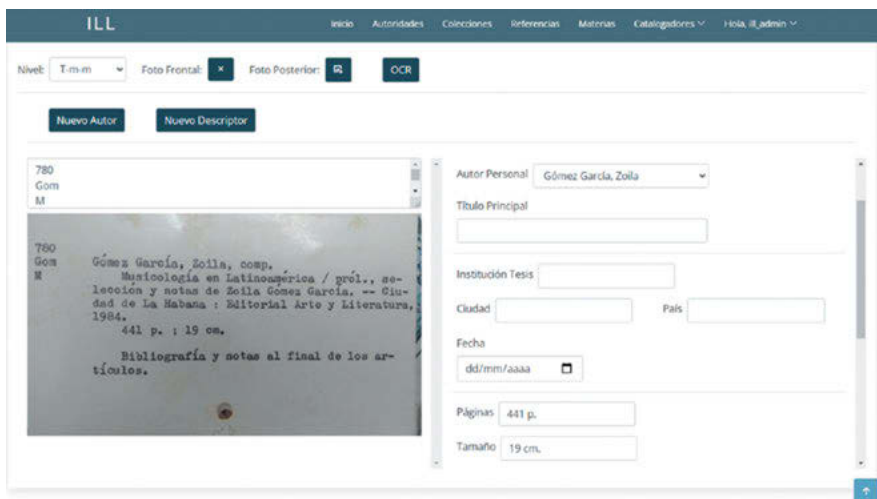 ILL
Inicio Autoridades Colecciones Referencias Materias Catalogadores Hola, ill_admin
Nivel: T-m-m Foto Frontal: × Foto Posterior: OCR
Nuevo Autor Nuevo Descriptor
780
Gom
M
780
Gom Gómez García, Zoila, comp.
M Musicología en Latinoamérica / pról., se-
lección y notas de Zoila Gómez García. -- Ciu-
dad de La Habana : Editorial Arte y Literatura,
1984.
441 p. ; 19 cm.
Bibliografía y notas al final de los ar-
tículos.
Autor Personal Gómez García, Zoila
Título Principal
Institución Tesis
Ciudad País
Fecha
dd/mm/aaaa
Páginas 441 p.
Tamaño 19 cm.